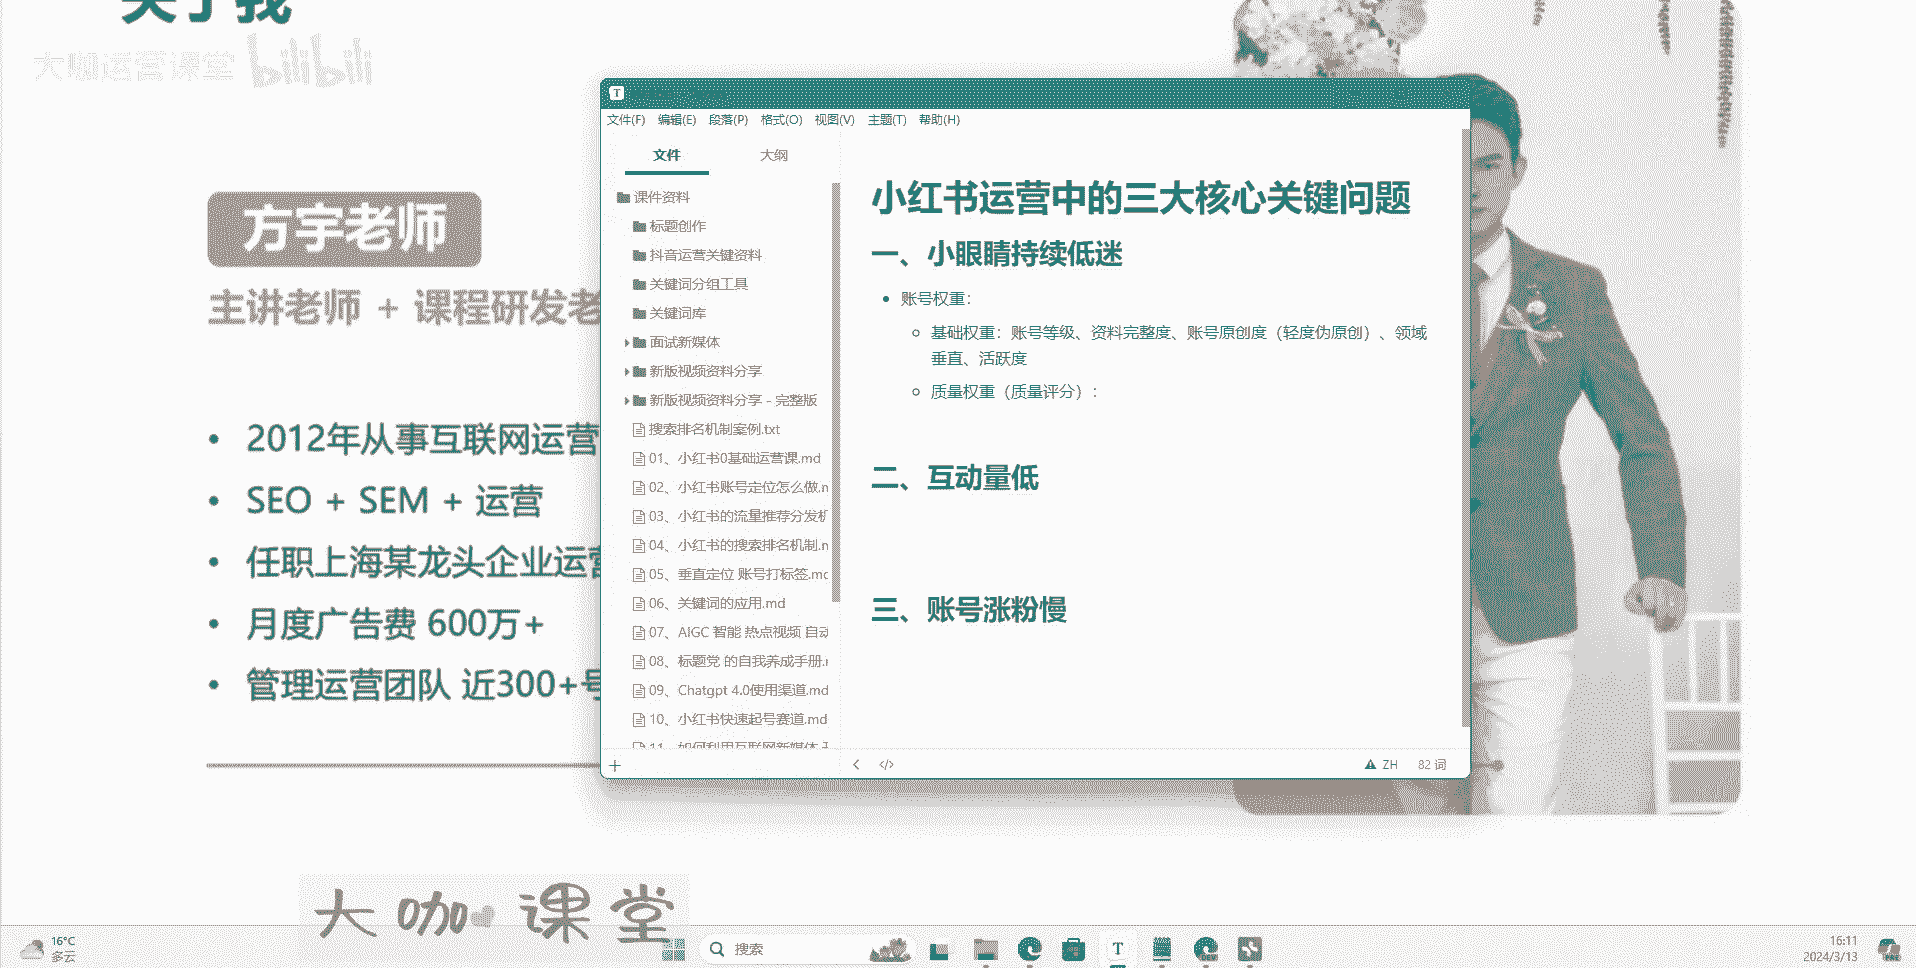 关于我
大咖运营课堂 bilibili
方宇老师
主讲老师 + 课程研发老
• 2012年从事互联网运营
• SEO + SEM + 运营
• 任职上海某龙头企业运营
• 月度广告费 600万+
• 管理运营团队 近300+号
T
文件(F) 编辑(E) 段落(P) 格式(O) 视图(V) 主题(T) 帮助(H)
文件 大纲
课件资料
标题创作
抖音运营关键资料
关键词分组工具
关键词库
面试新媒体
新版视频资料分享
新版视频资料分享 - 完整版
搜索排名机制案例.txt
01、小红书0基础运营课.md
02、小红书账号定位怎么做.m
03、小红书的流量推荐分发机
04、小红书的搜索排名机制.m
05、垂直定位 账号打标签.md
06、关键词的应用.md
07、AIGC 智能 热点视频 自动
08、标题党 的自我养成手册.m
09、Chatgpt 4.0使用渠道.md
10、小红书快速起号赛道.md
11、如何利用互联网新媒体
小红书运营中的三大核心关键问题
一、小眼睛持续低迷
• 账号权重：
○ 基础权重：账号等级、资料完整度、账号原创度（轻度伪原创）、领域
垂直、活跃度
○ 质量权重（质量评分）：
二、互动量低
三、账号涨粉慢
</> ZH 82 词
大咖课堂
16°C
多云
搜索
T
16:11
2024/3/13